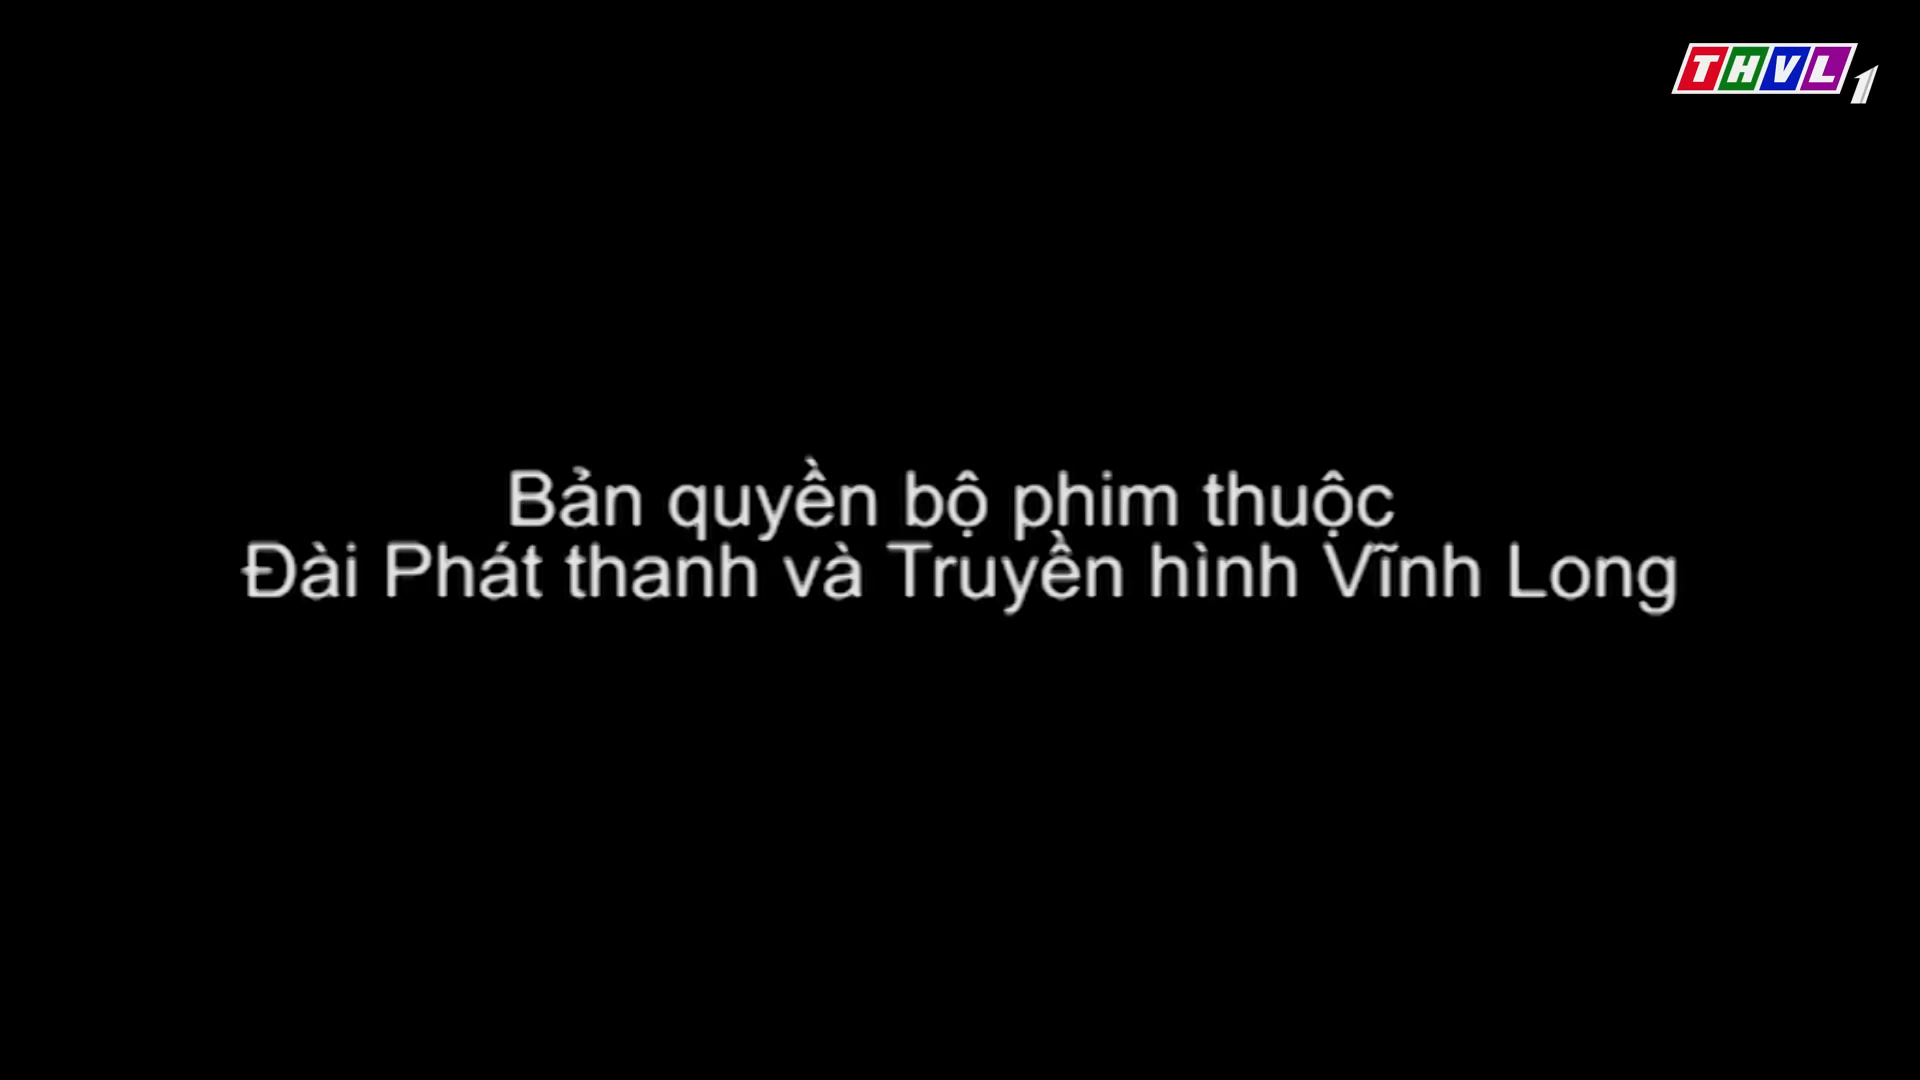 THVL1
Bản quyền bộ phim thuộc
Đài Phát thanh và Truyền hình Vĩnh Long